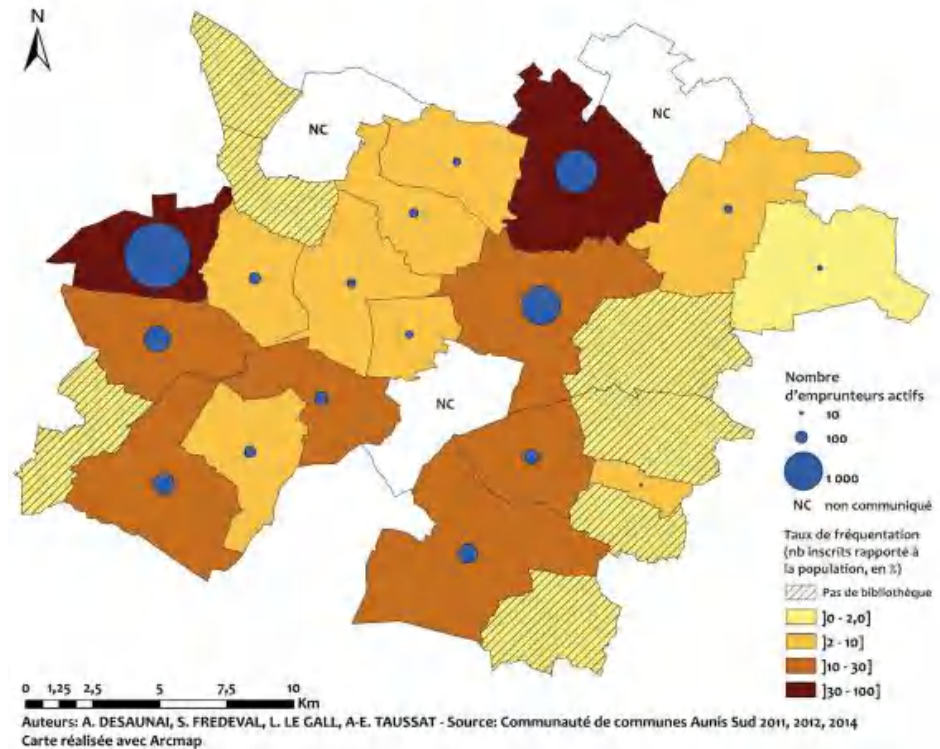 N
NC
NC
NC
Nombre
d'emprunteurs actifs
10
100
1 000
NC non communiqué
Taux de fréquentation
(nb inscrits rapporté à
la population, en %)
Pas de bibliothèque
]0 - 2,0]
]2 - 10]
]10 - 30]
]30 - 100]
0 1,25 2,5 5 7,5 10
Km
Auteurs: A. DESAUNAI, S. FREDEVAL, L. LE GALL, A-E. TAUSSAT - Source: Communauté de communes Aunis Sud 2011, 2012, 2014
Carte réalisée avec Arcmap